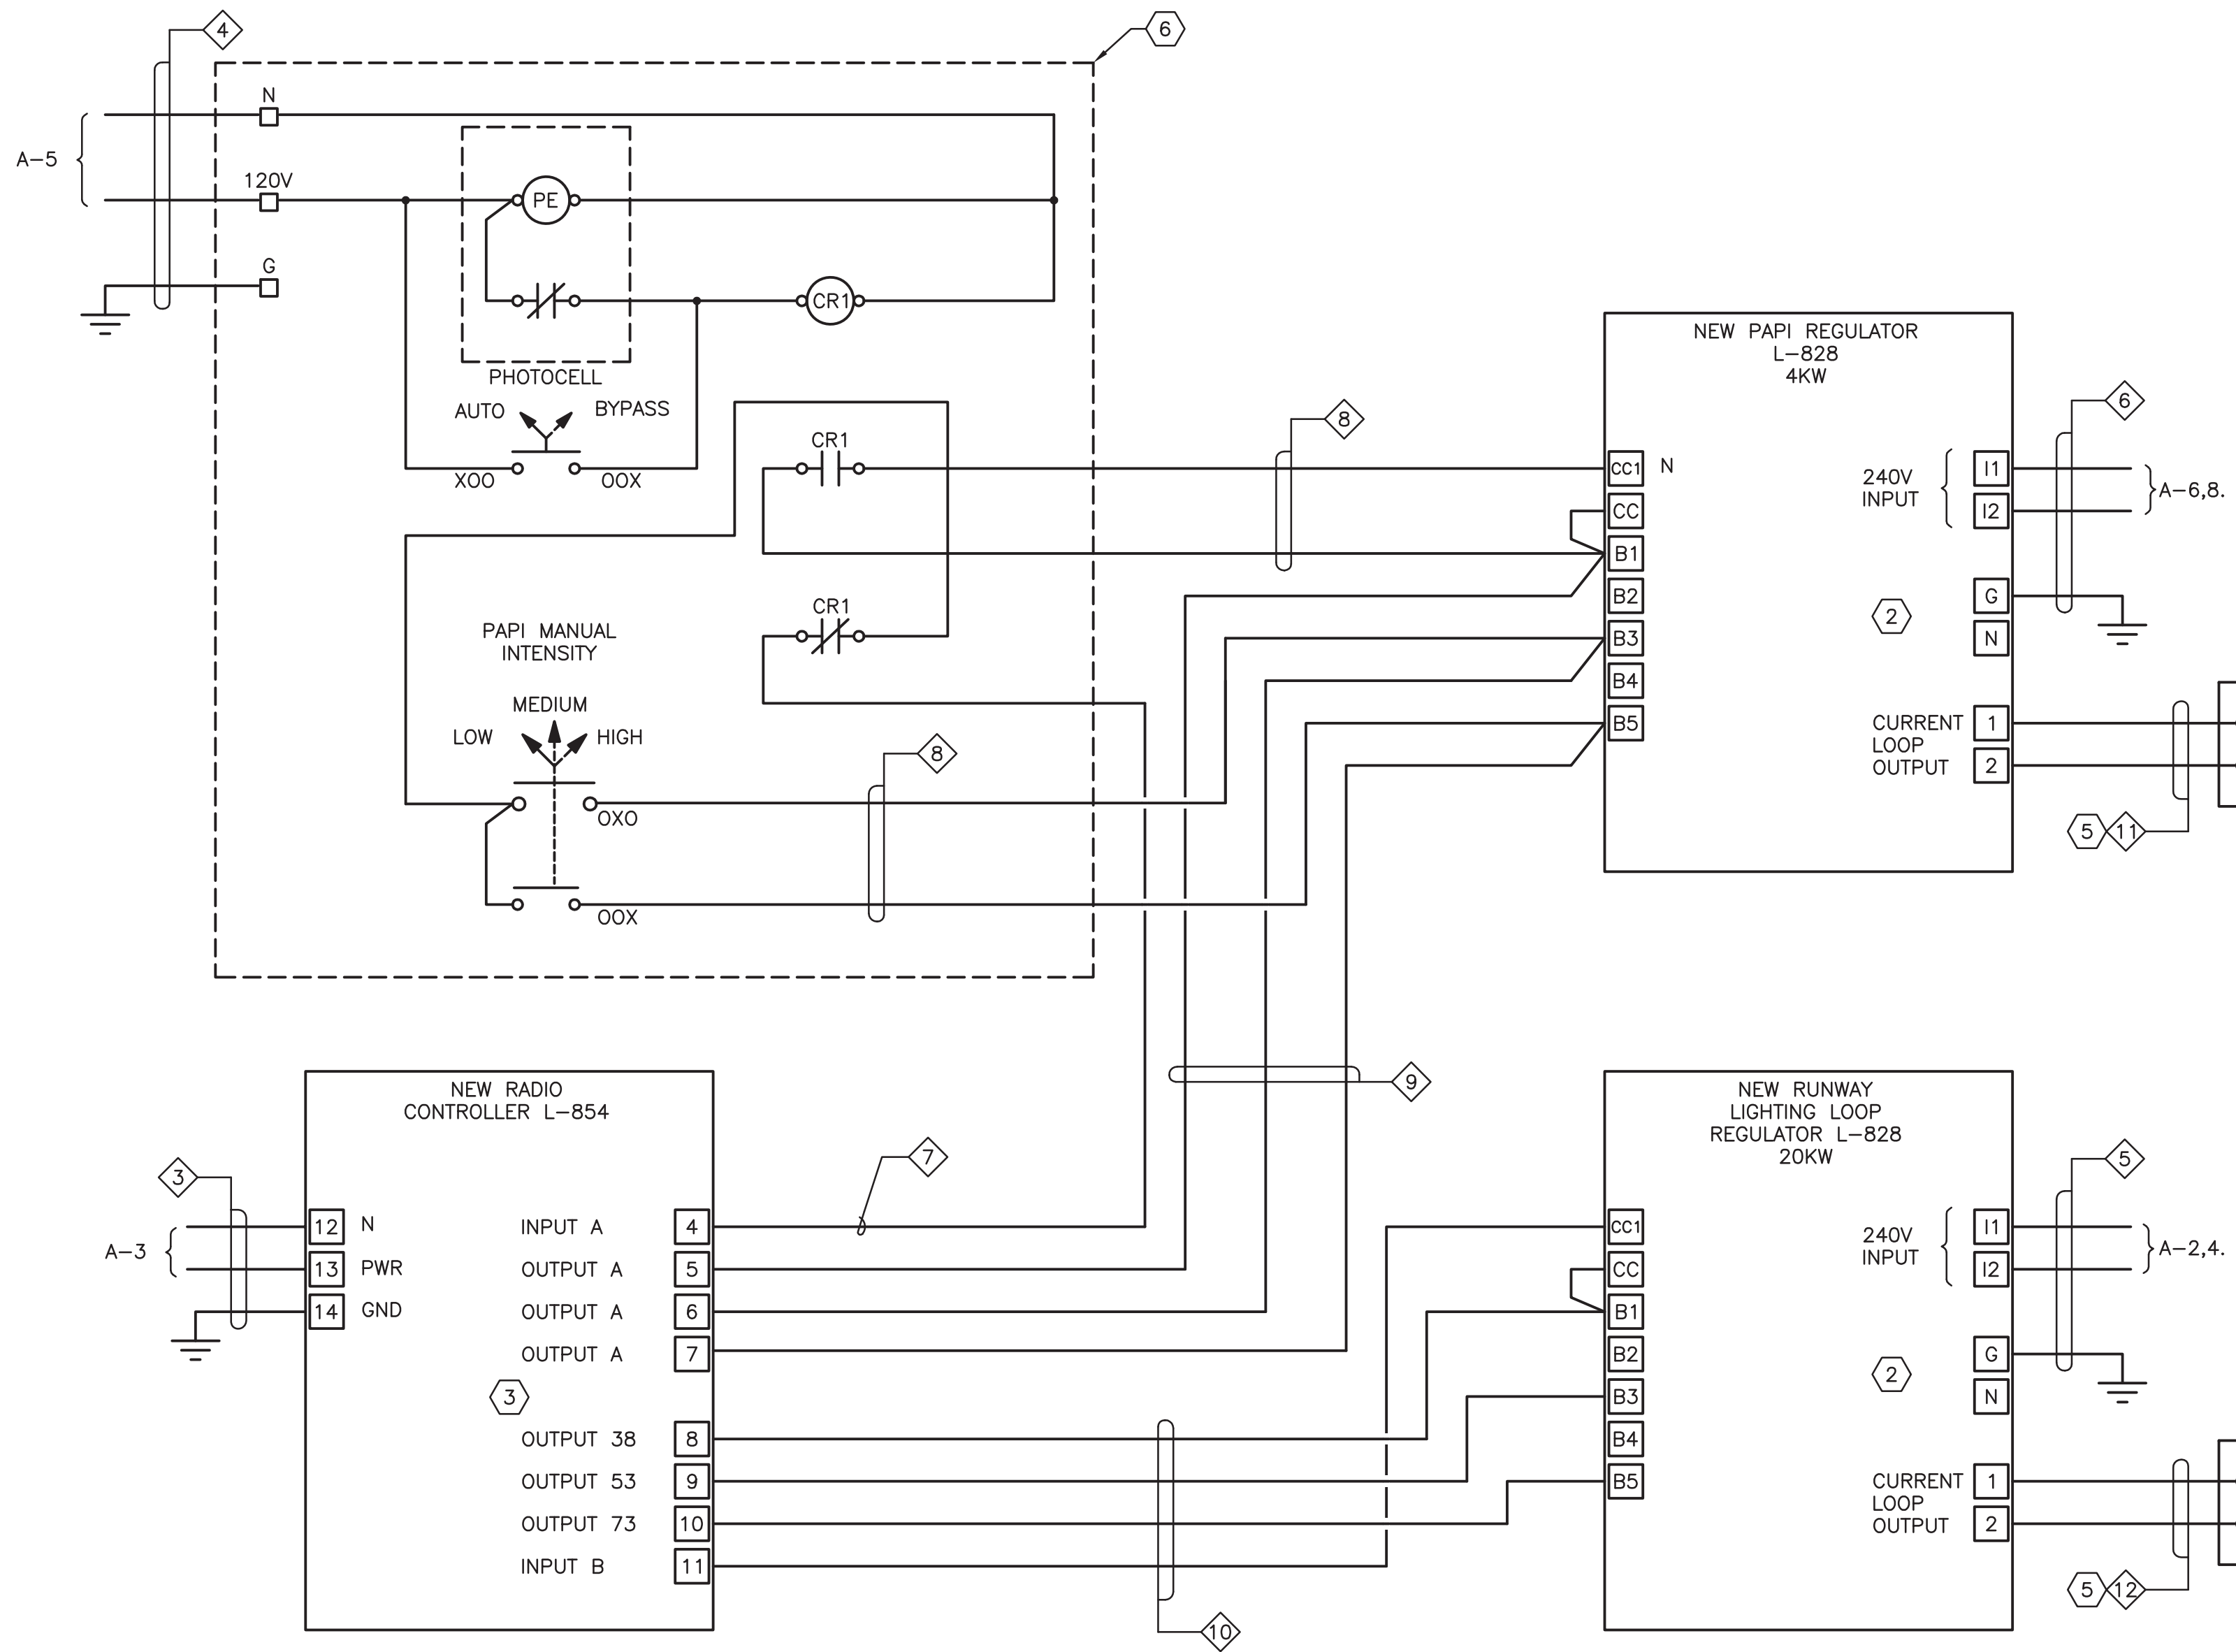 4
6
N
A-5
120V
PE
G
CR1
PHOTOCELL
AUTO
BYPASS
XOO
OOX
CR1
8
CR1
PAPI MANUAL
INTENSITY
MEDIUM
LOW
HIGH
8
OXO
OOX
NEW PAPI REGULATOR
L-828
4KW
CC1 N
CC
B1
B2
B3
B4
B5
240V
INPUT
I1
I2
6
A-6,8.
G
2
N
CURRENT
LOOP
OUTPUT
1
2
5
11
9
NEW RADIO
CONTROLLER L-854
7
3
A-3
12 N
13 PWR
14 GND
INPUT A 4
OUTPUT A 5
OUTPUT A 6
OUTPUT A 7
3
OUTPUT 38 8
OUTPUT 53 9
OUTPUT 73 10
INPUT B 11
10
NEW RUNWAY
LIGHTING LOOP
REGULATOR L-828
20KW
CC1
CC
B1
B2
B3
B4
B5
240V
INPUT
I1
I2
5
A-2,4.
G
2
N
CURRENT
LOOP
OUTPUT
1
2
5
12